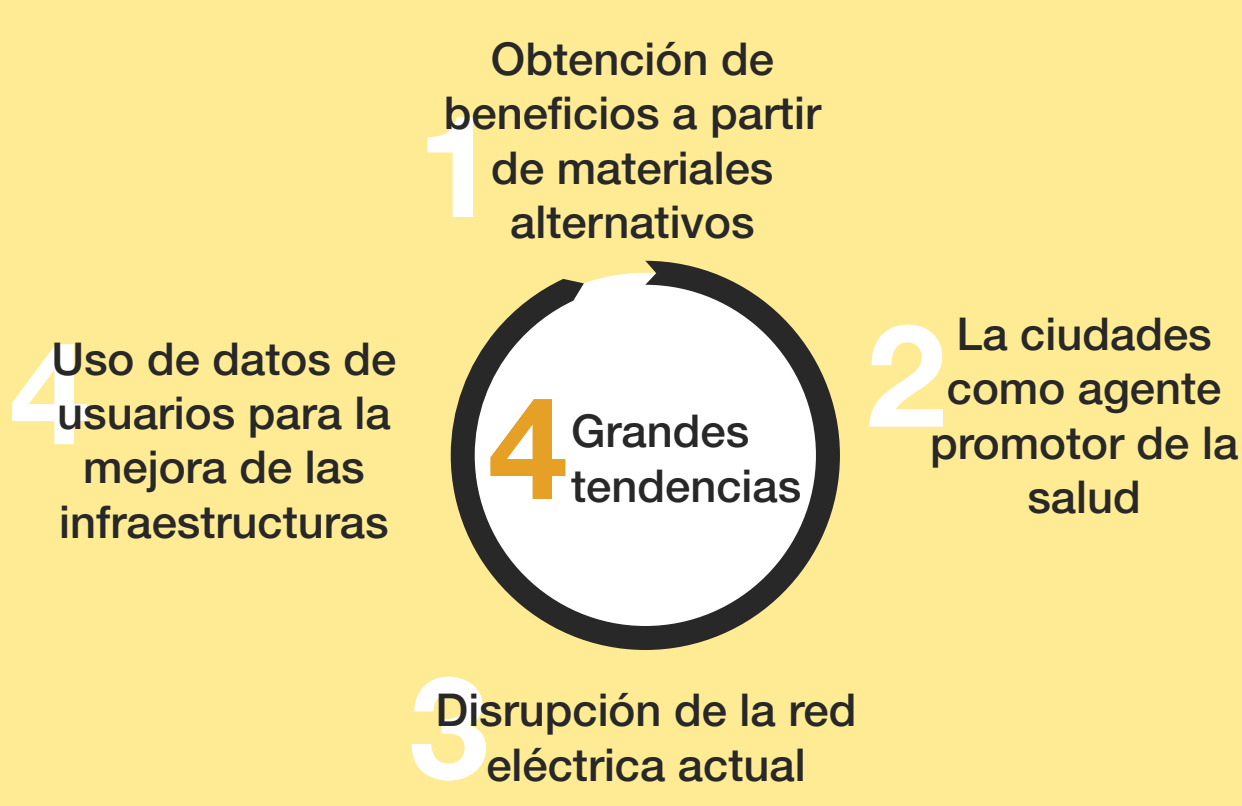 1
Obtención de
beneficios a partir
de materiales
alternativos
2
La ciudades
como agente
promotor de la
salud
3
Disrupción de la red
eléctrica actual
4
Uso de datos de
usuarios para la
mejora de las
infraestructuras
4
Grandes
tendencias